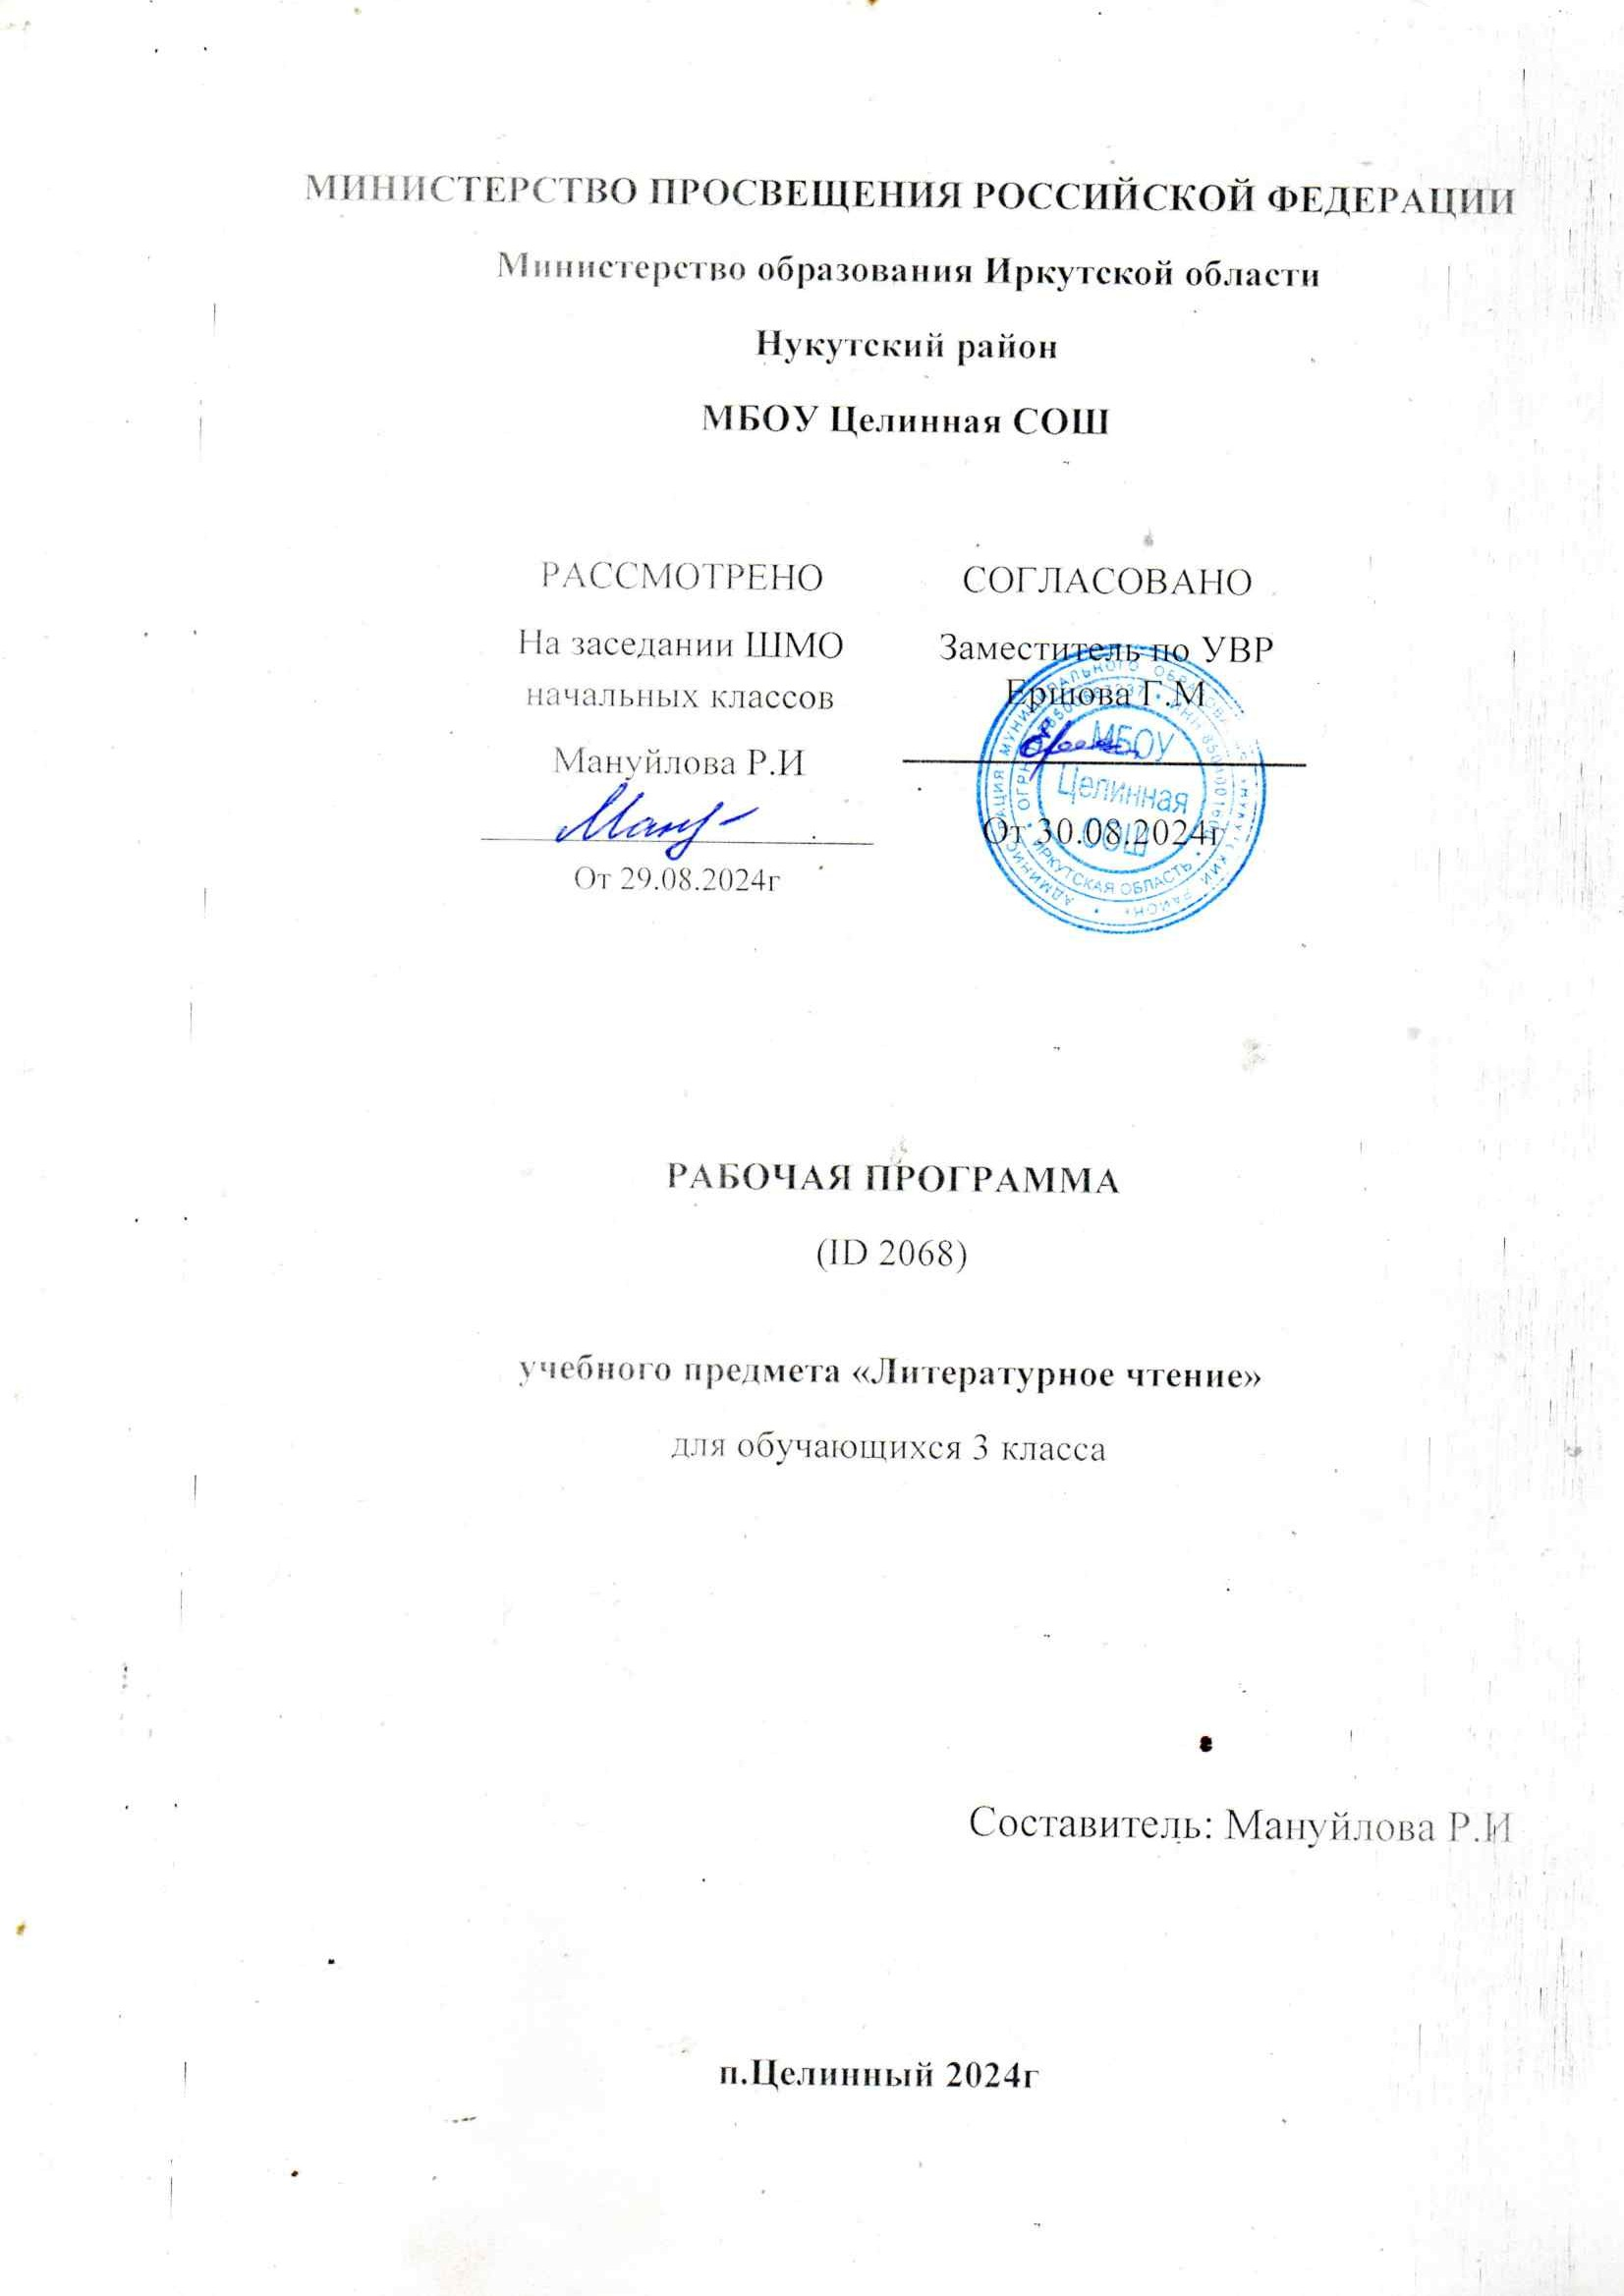 МИНИСТЕРСТВО ПРОСВЕЩЕНИЯ РОССИЙСКОЙ ФЕДЕРАЦИИ
Министерство образования Иркутской области
Нукутский район
МБОУ Целинная СОШ
РАССМОТРЕНО
На заседании ШМО
начальных классов
Мануйлова Р.И
От 29.08.2024г
СОГЛАСОВАНО
Заместитель по УВР
Ершова Г.М
От 30.08.2024г
МБОУ
Целинная
СОШ
ИРКУТСКАЯ ОБЛАСТЬ
РАБОЧАЯ ПРОГРАММА
(ID 2068)
учебного предмета «Литературное чтение»
для обучающихся 3 класса
Составитель: Мануйлова Р.И
п.Целинный 2024г